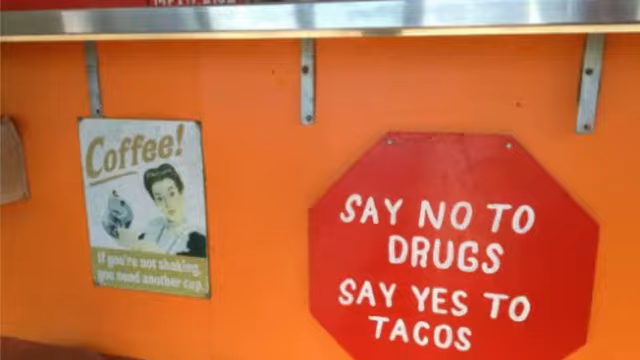 Coffee!
If you're not shaking,
you need another cup.
SAY NO TO
DRUGS
SAY YES TO
TACOS